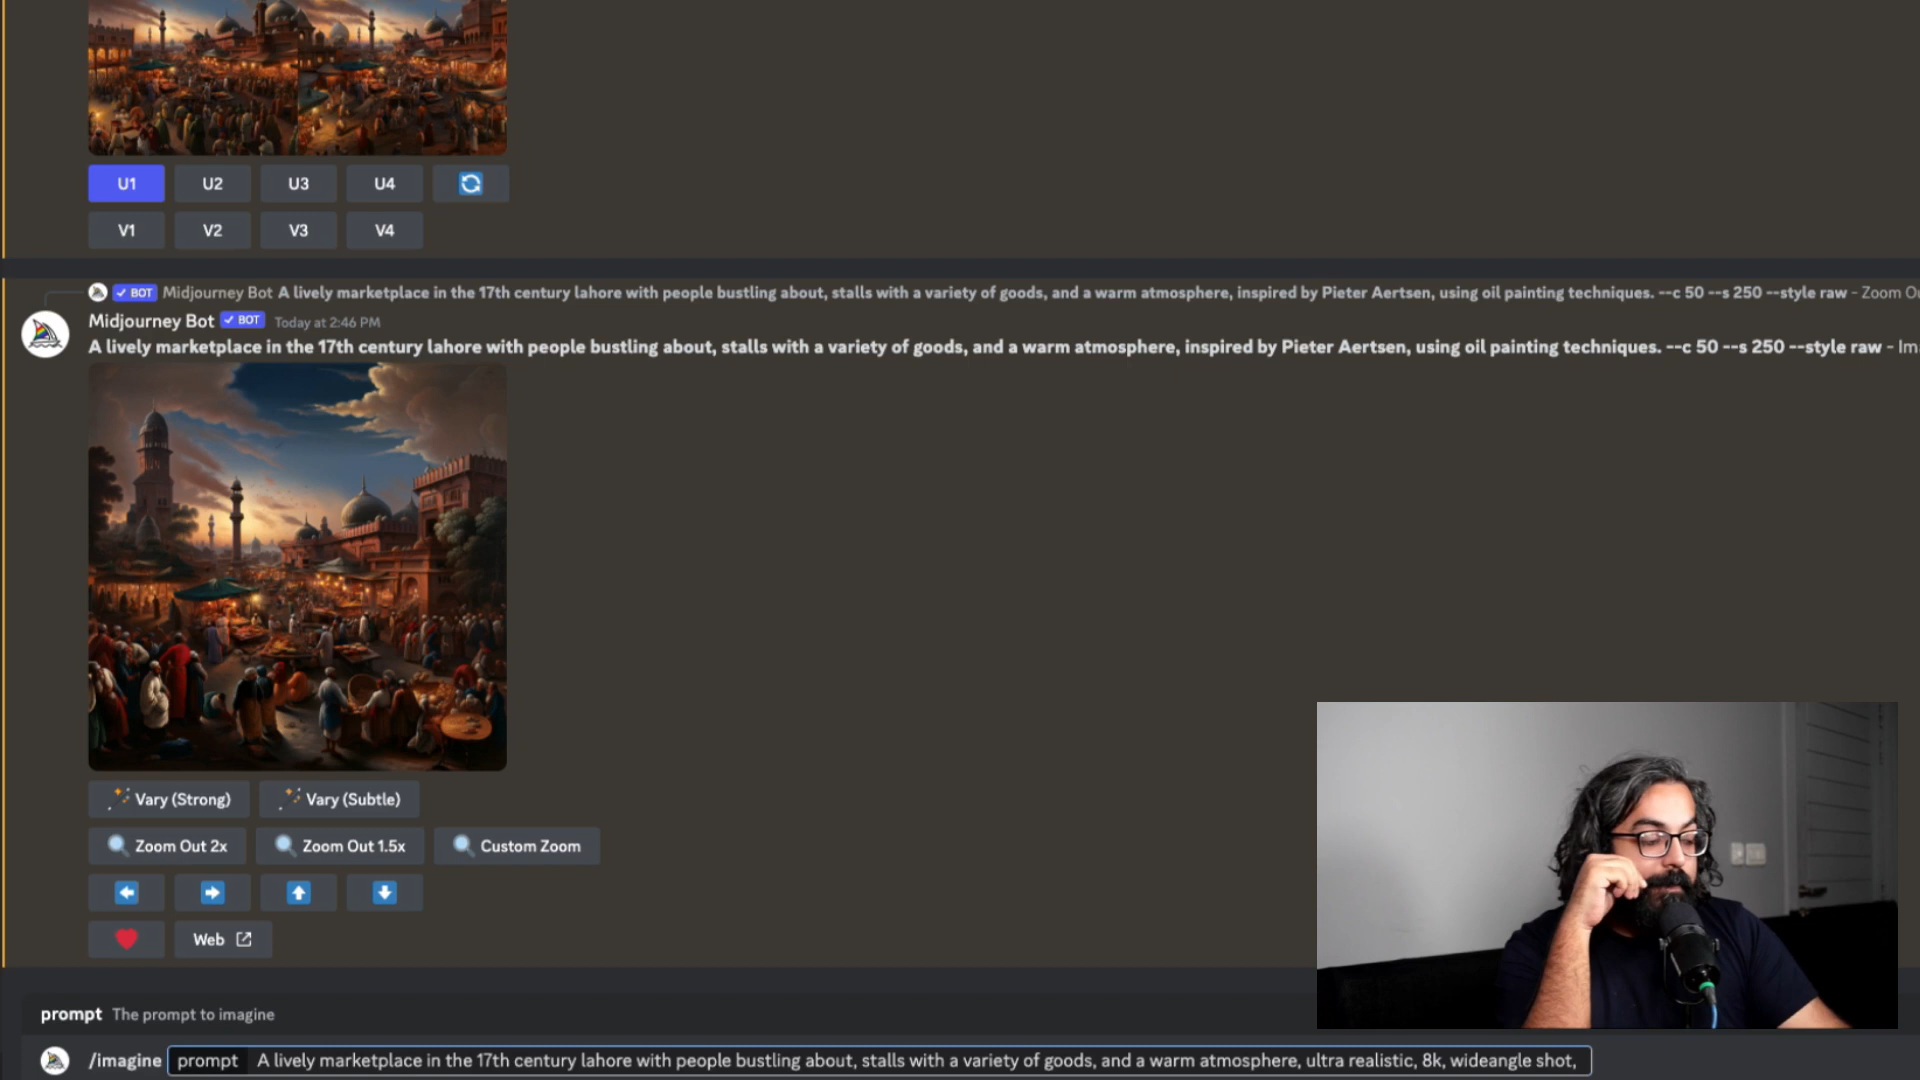 U1 U2 U3 U4
V1 V2 V3 V4
BOT Midjourney Bot A lively marketplace in the 17th century lahore with people bustling about, stalls with a variety of goods, and a warm atmosphere, inspired by Pieter Aertsen, using oil painting techniques. --c 50 --s 250 --style raw - Zoom Ou
Midjourney Bot BOT Today at 2:46 PM
A lively marketplace in the 17th century lahore with people bustling about, stalls with a variety of goods, and a warm atmosphere, inspired by Pieter Aertsen, using oil painting techniques. --c 50 --s 250 --style raw - Ima
Vary (Strong) Vary (Subtle)
Zoom Out 2x Zoom Out 1.5x Custom Zoom
Web
prompt The prompt to imagine
/imagine prompt A lively marketplace in the 17th century lahore with people bustling about, stalls with a variety of goods, and a warm atmosphere, ultra realistic, 8k, wideangle shot,